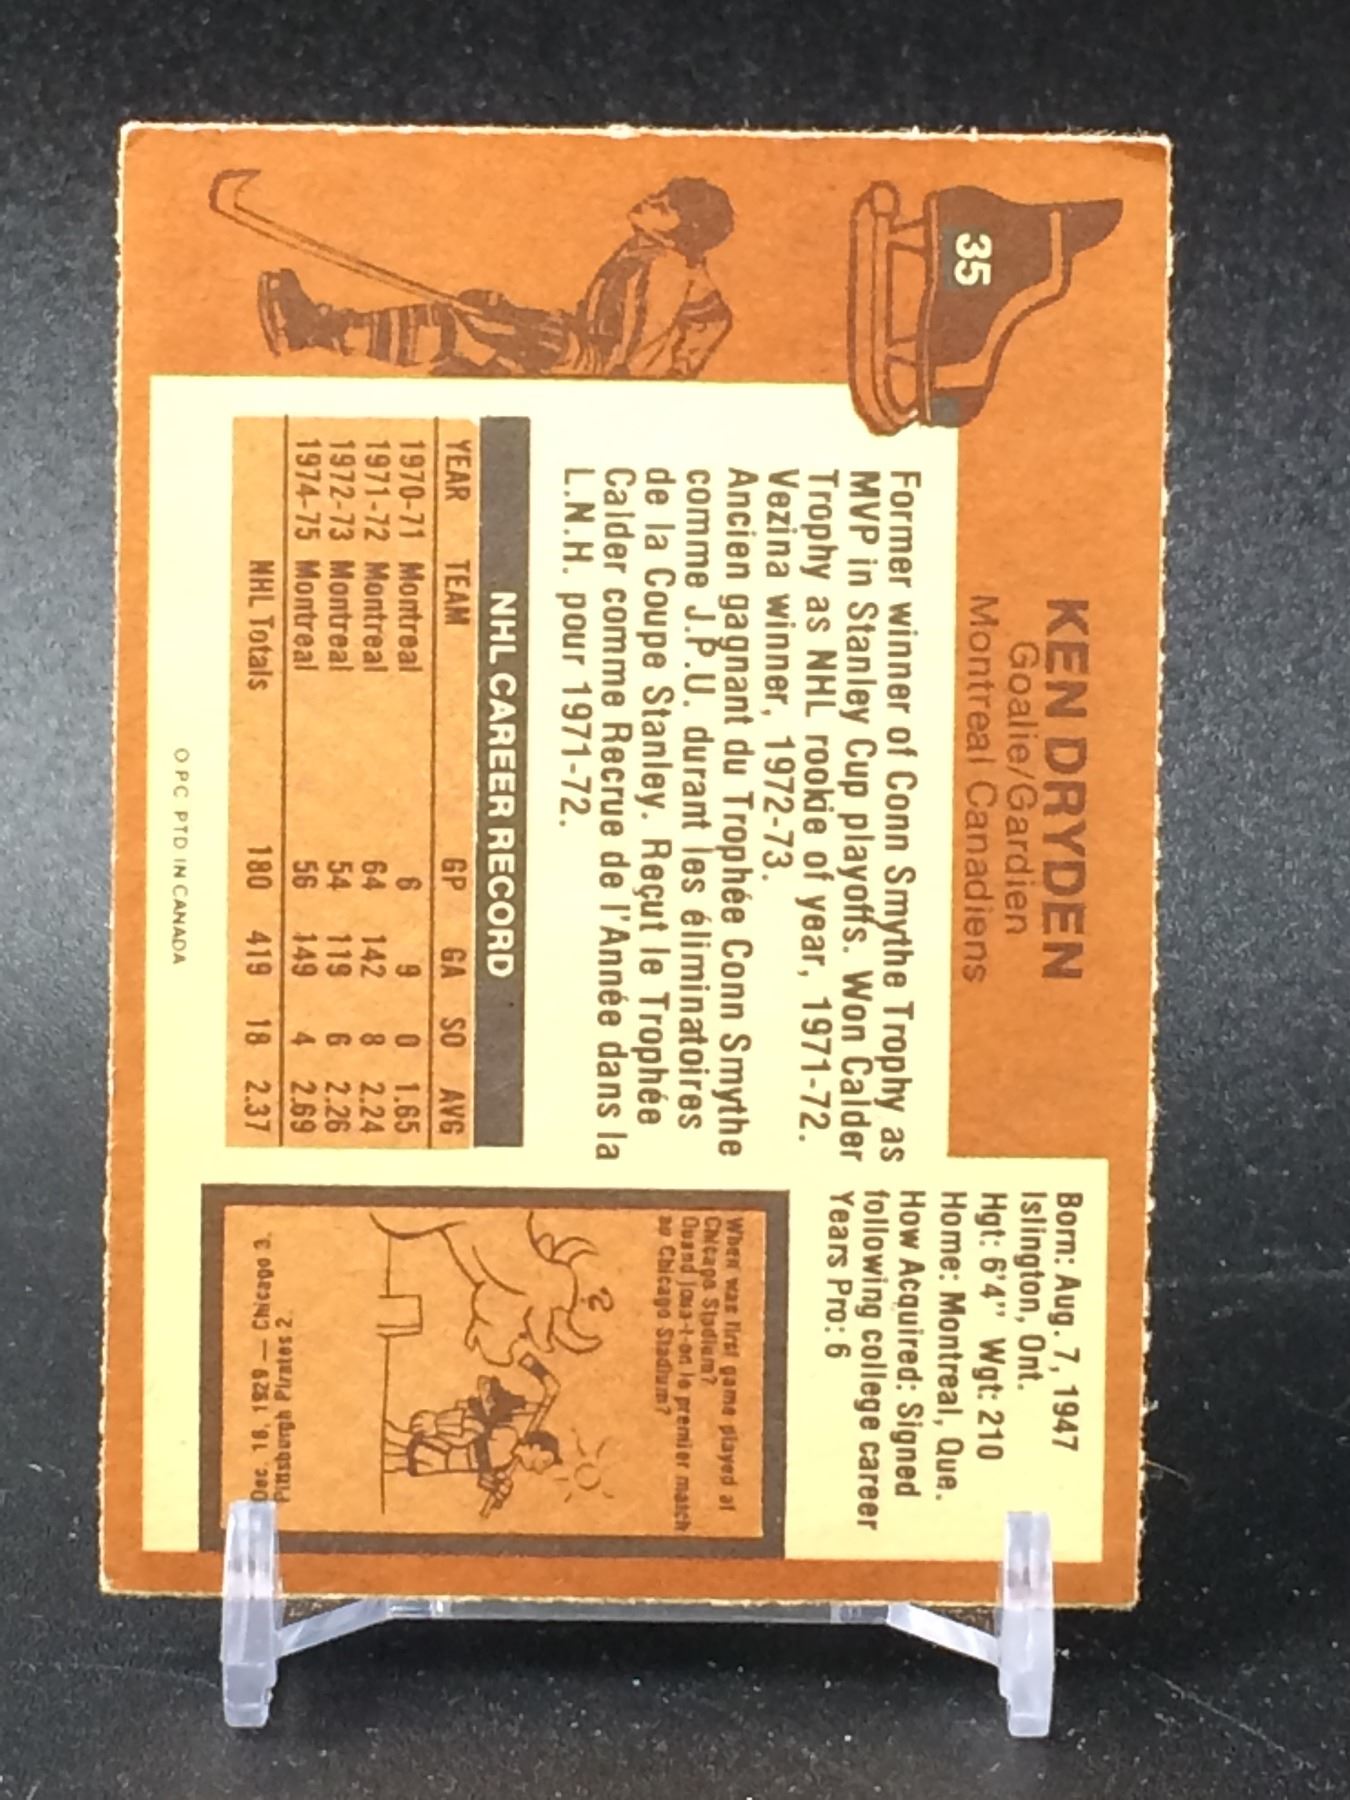 35
KEN DRYDEN
Goalie/Gardien
Montreal Canadiens
Former winner of Conn Smythe Trophy as
MVP in Stanley Cup playoffs. Won Calder
Trophy as NHL rookie of year, 1971-72.
Vezina winner, 1972-73.
Ancien gagnant du Trophée Conn Smythe
comme J.P.U. durant les éliminatoires
de la Coupe Stanley. Reçut le Trophée
Calder comme Recrue de l'Année dans la
L.N.H. pour 1971-72.
NHL CAREER RECORD
YEAR TEAM GP GA SO AVG
1970-71 Montreal 6 9 0 1.65
1971-72 Montreal 64 142 8 2.24
1972-73 Montreal 54 119 6 2.26
1974-75 Montreal 56 149 4 2.69
NHL Totals 180 419 18 2.37
O PC PTD IN CANADA
Born: Aug. 7, 1947
Islington, Ont.
Hgt: 6'4" Wgt: 210
Home: Montreal, Que.
How Acquired: Signed
following college career
Years Pro: 6
When was first game played at
Chicago Stadium?
Quand joua-t-on le premier match
au Chicago Stadium?
?
Dec. 16, 1929 — Chicago 3,
Pittsburgh Pirates 2.